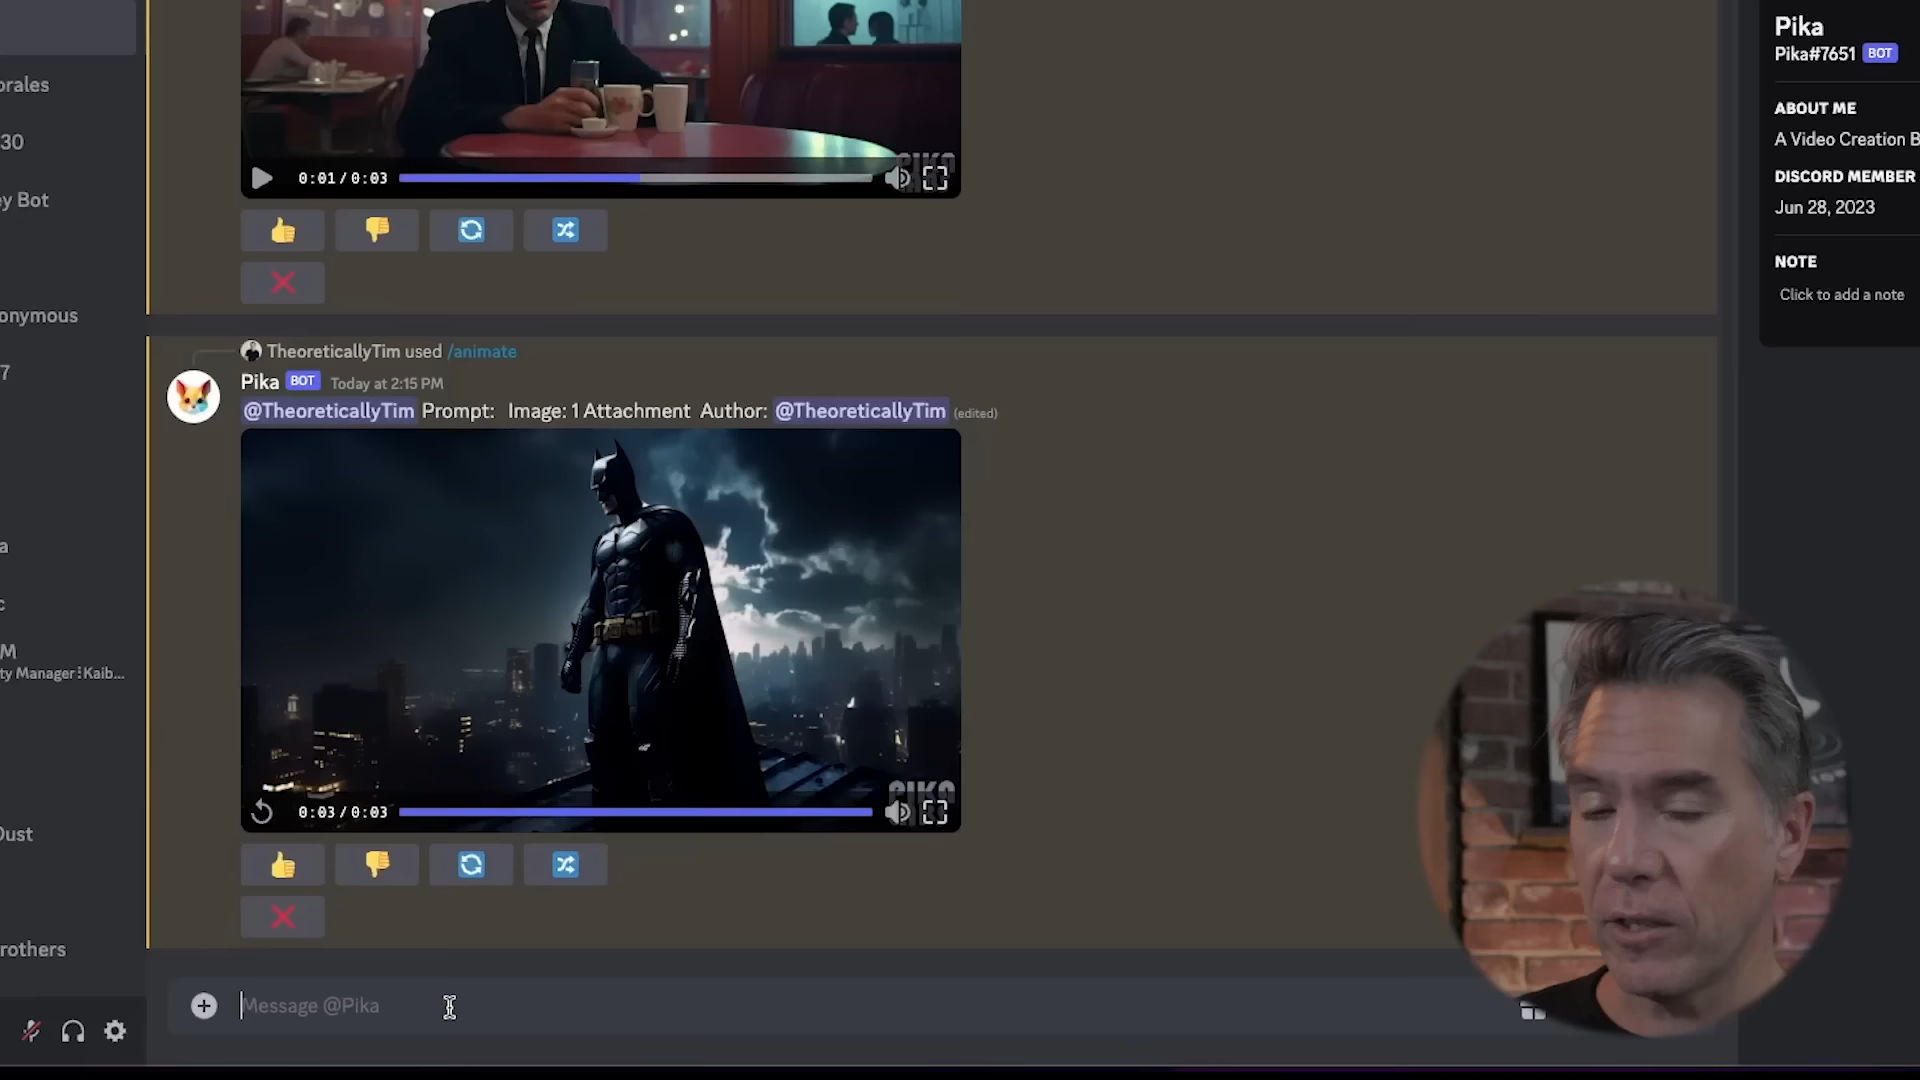 Pika
Pika#7651 BOT
ABOUT ME
A Video Creation B
DISCORD MEMBER
Jun 28, 2023
NOTE
Click to add a note
orales
30
ey Bot
onymous
7
a
c
M
ty Manager⋮Kaib...
Dust
rothers
PIKA
0:01 / 0:03
TheoreticallyTim used /animate
Pika BOT Today at 2:15 PM
@TheoreticallyTim Prompt: Image: 1 Attachment Author: @TheoreticallyTim (edited)
PIKA
0:03 / 0:03
Message @Pika